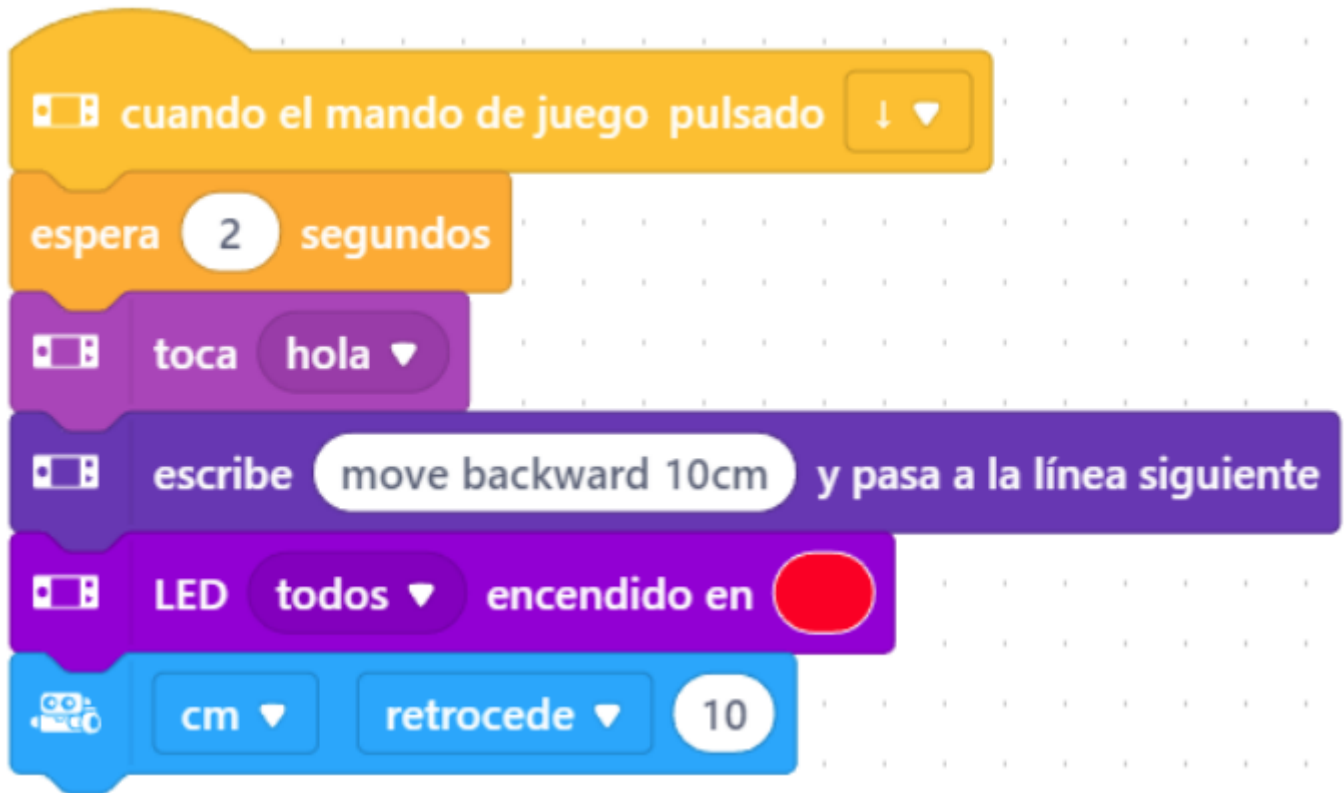 cuando el mando de juego pulsado ↓
espera 2 segundos
toca hola
escribe move backward 10cm y pasa a la línea siguiente
LED todos encendido en
cm retrocede 10